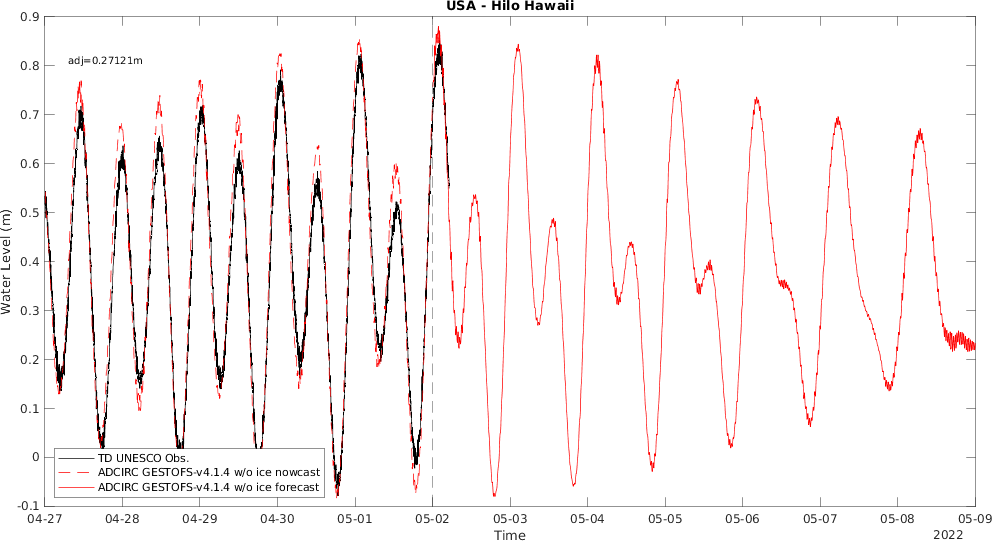 USA - Hilo Hawaii
adj=0.27121m
0.9
0.8
0.7
0.6
0.5
0.4
0.3
0.2
0.1
0
-0.1
Water Level (m)
TD UNESCO Obs.
ADCIRC GESTOFS-v4.1.4 w/o ice nowcast
ADCIRC GESTOFS-v4.1.4 w/o ice forecast
04-27 04-28 04-29 04-30 05-01 05-02 05-03 05-04 05-05 05-06 05-07 05-08 05-09
Time
2022